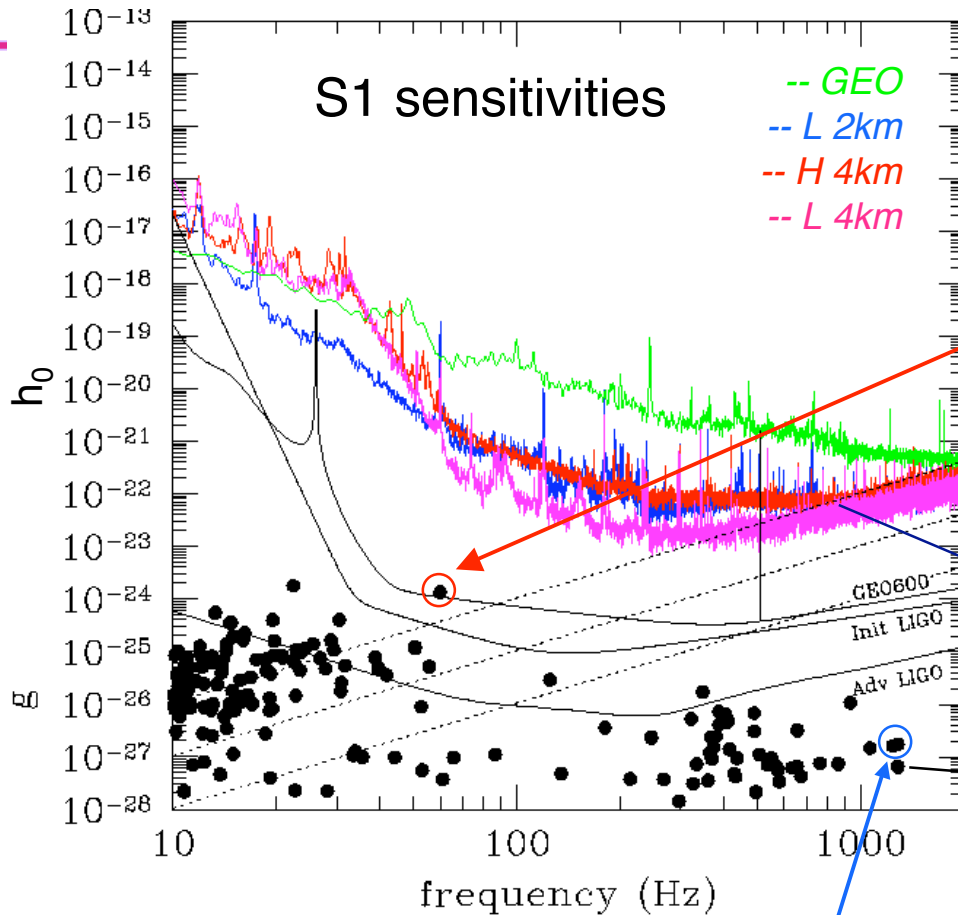 S1 sensitivities
-- GEO
-- L 2km
-- H 4km
-- L 4km
10⁻¹³
10⁻¹⁴
10⁻¹⁵
10⁻¹⁶
10⁻¹⁷
10⁻¹⁸
10⁻¹⁹
10⁻²⁰
10⁻²¹
10⁻²²
10⁻²³
10⁻²⁴
10⁻²⁵
10⁻²⁶
10⁻²⁷
10⁻²⁸
h₀
g
GEO600
Init LIGO
Adv LIGO
10
100
1000
frequency (Hz)